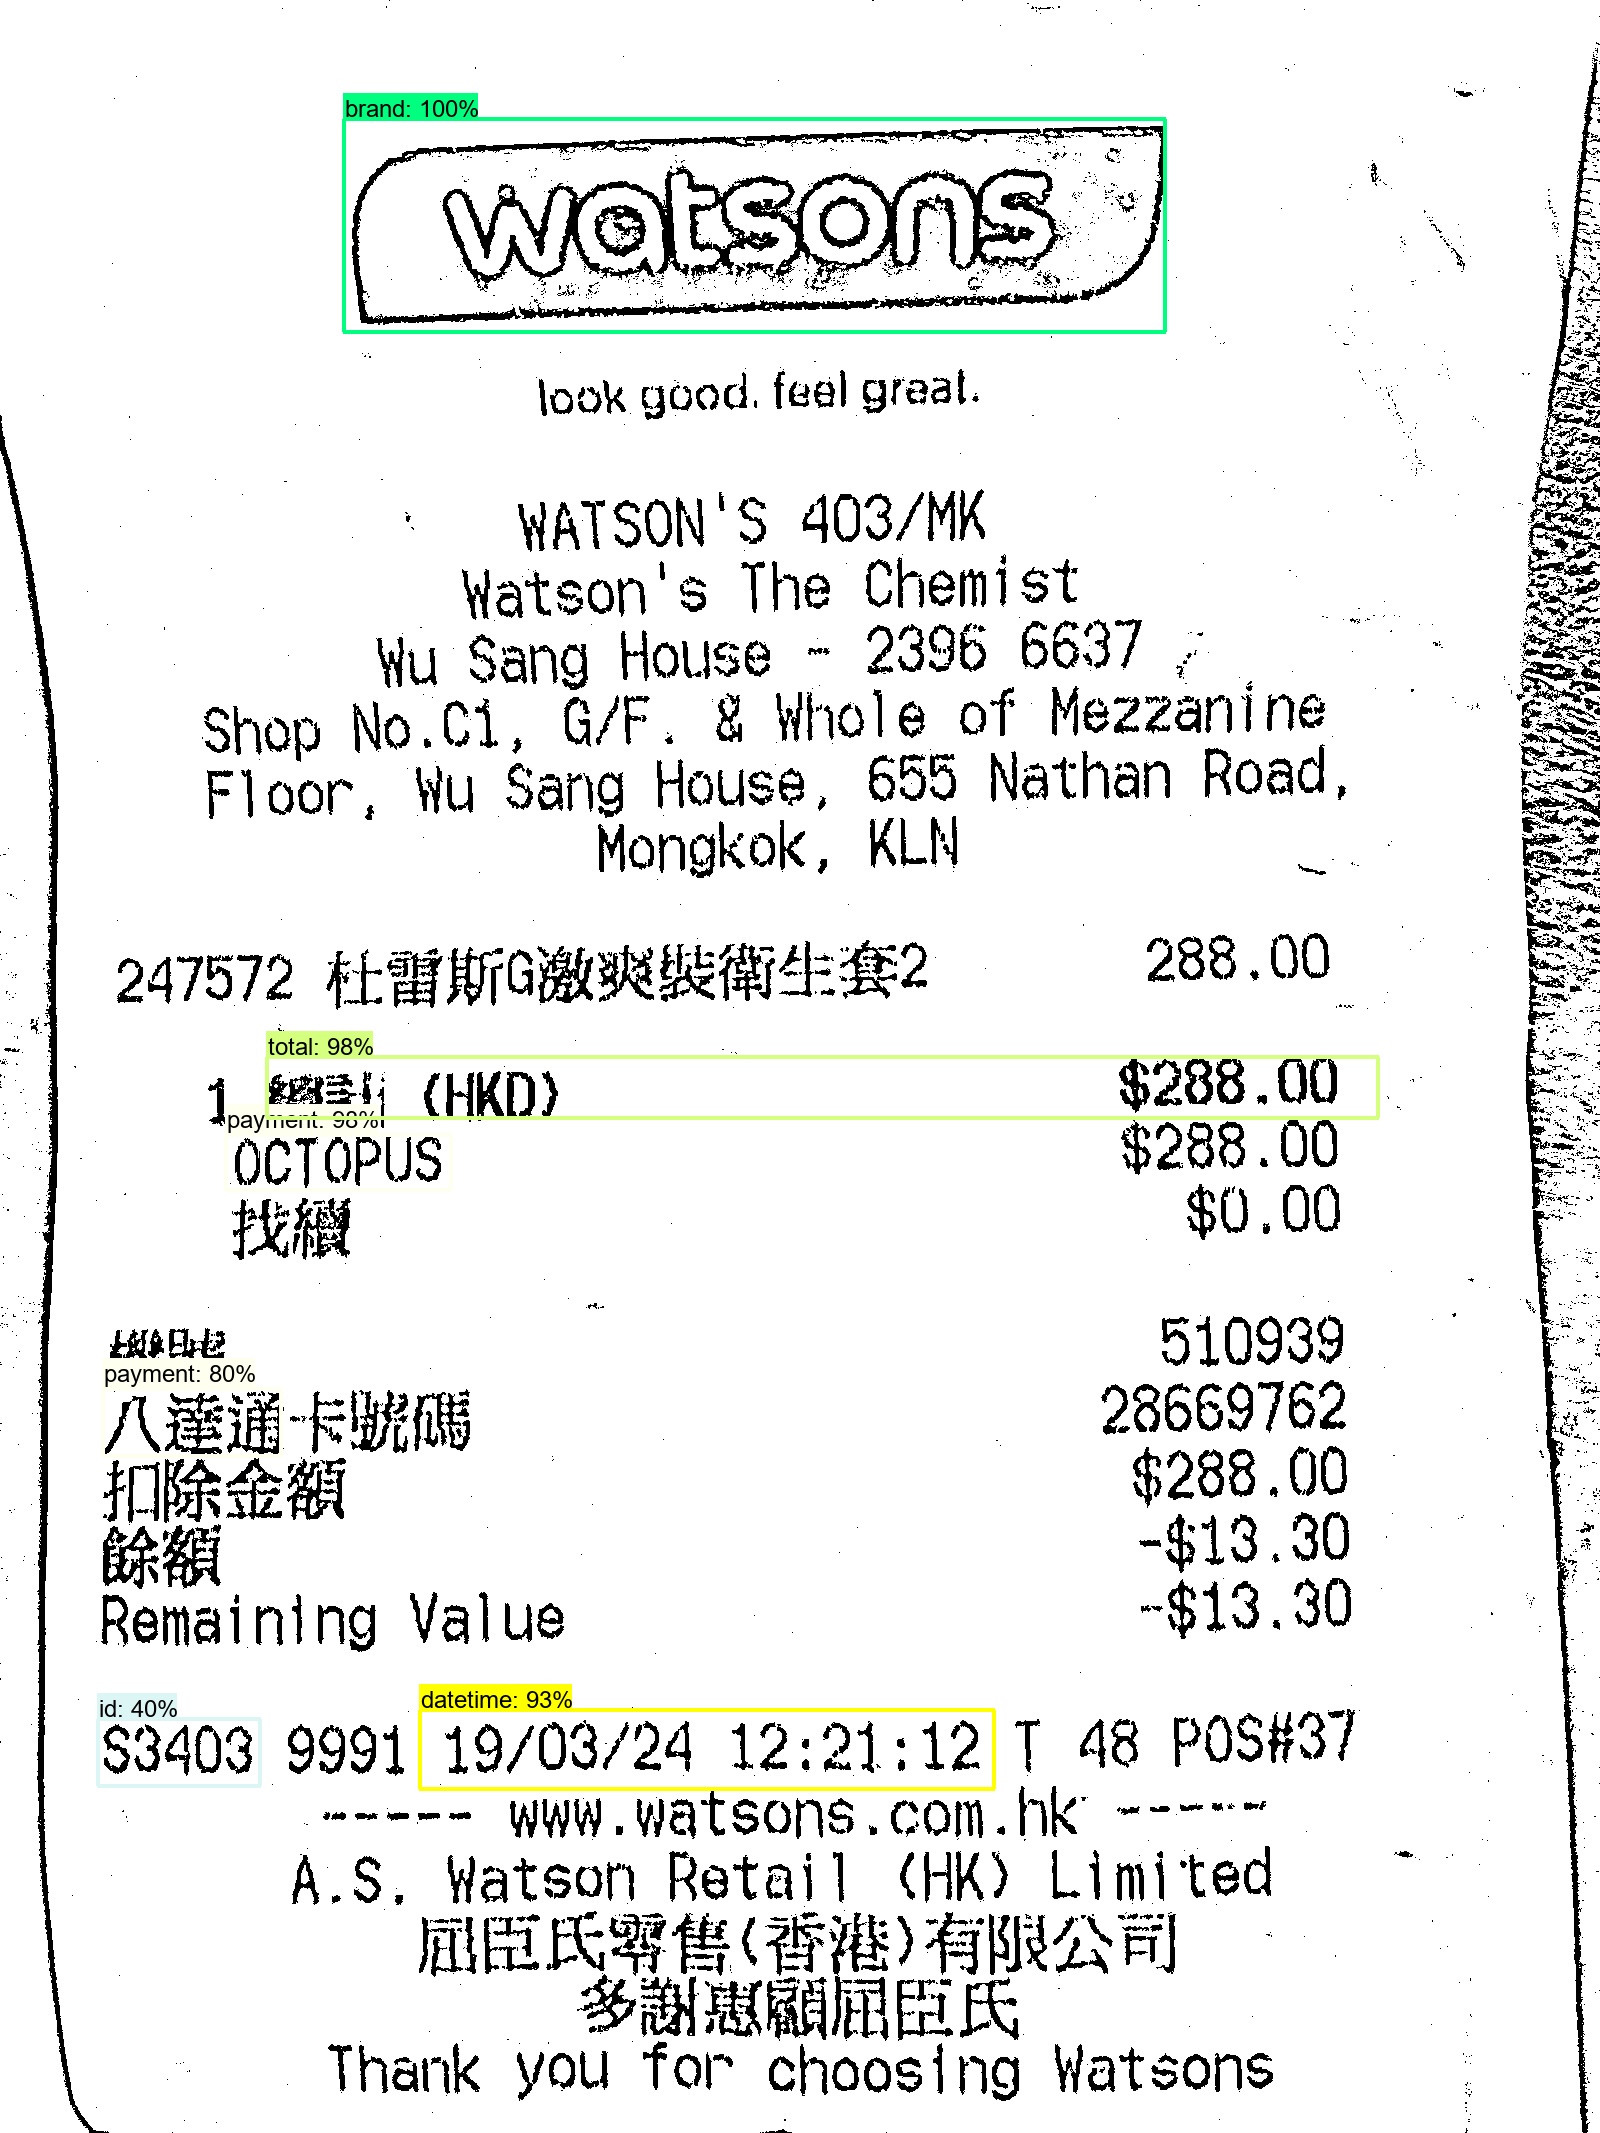 brand: 100%
watsons
look good. feel great.
WATSON'S 403/MK
Watson's The Chemist
Wu Sang House - 2396 6637
Shop No.C1, G/F. & Whole of Mezzanine
Floor, Wu Sang House, 655 Nathan Road,
Mongkok, KLN
247572 杜雷斯G激爽裝衛生套2 288.00
total: 98%
1 (HKD) $288.00
payment: 98%
OCTOPUS $288.00
找續 $0.00
510939
payment: 80%
八達通卡號碼 28669762
扣除金額 $288.00
餘額 -$13.30
Remaining Value -$13.30
id: 40% datetime: 93%
S3403 9991 19/03/24 12:21:12 T 48 POS#37
----- www.watsons.com.hk -----
A.S. Watson Retail (HK) Limited
屈臣氏零售(香港)有限公司
多謝惠顧屈臣氏
Thank you for choosing Watsons